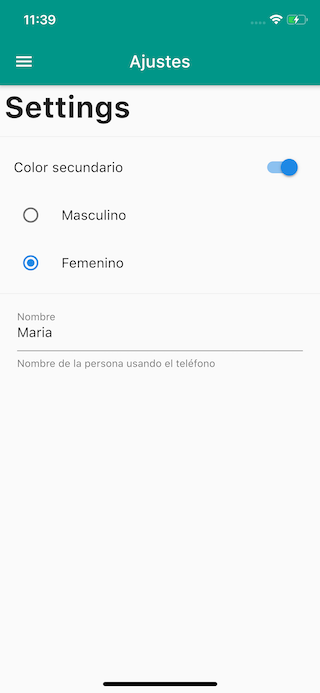 11:39
Ajustes
Settings
Color secundario
Masculino
Femenino
Nombre
Maria
Nombre de la persona usando el teléfono